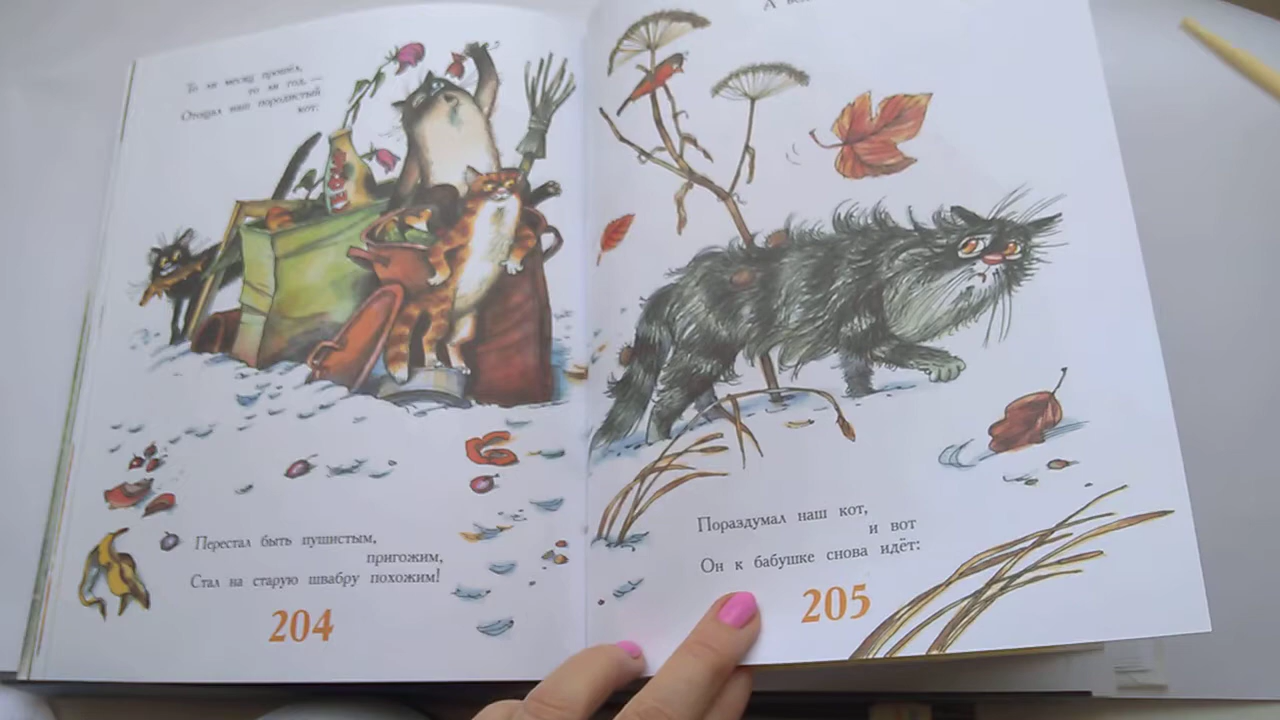 То ли месяц прошёл,
то ли год, —
Отощал наш породистый
кот:
Перестал быть пушистым,
пригожим,
Стал на старую швабру похожим!
204
Пораздумал наш кот,
и вот
Он к бабушке снова идёт:
205